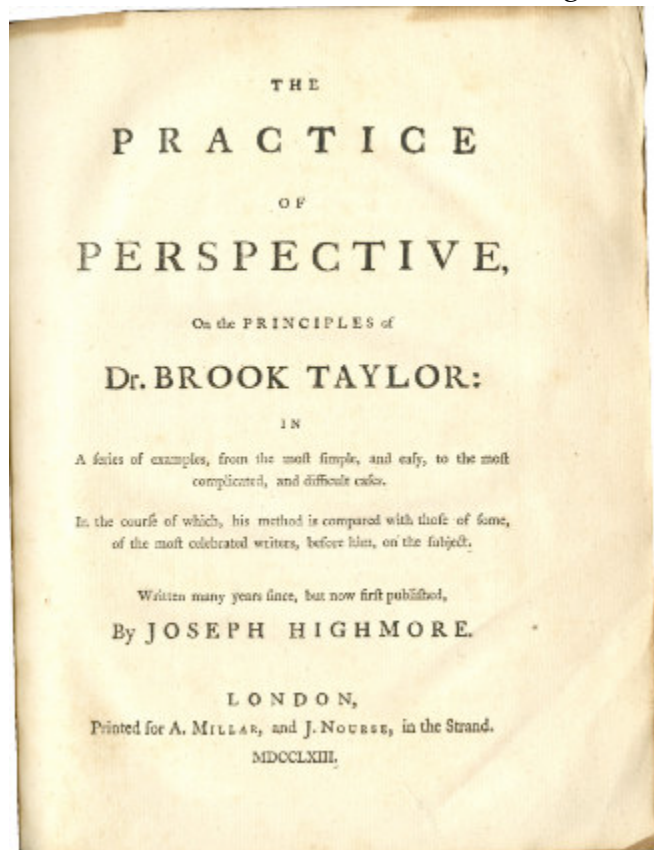 THE
PRACTICE
OF
PERSPECTIVE,
On the PRINCIPLES of
Dr. BROOK TAYLOR:
IN
A ſeries of examples, from the moſt ſimple, and eaſy, to the moſt
complicated, and difficult caſes.
In the courſe of which, his method is compared with thoſe of ſome,
of the moſt celebrated writers, before him, on the ſubject.
Written many years ſince, but now firſt publiſhed,
By JOSEPH HIGHMORE.
LONDON,
Printed for A. MILLAR, and J. NOURSE, in the Strand.
MDCCLXIII.